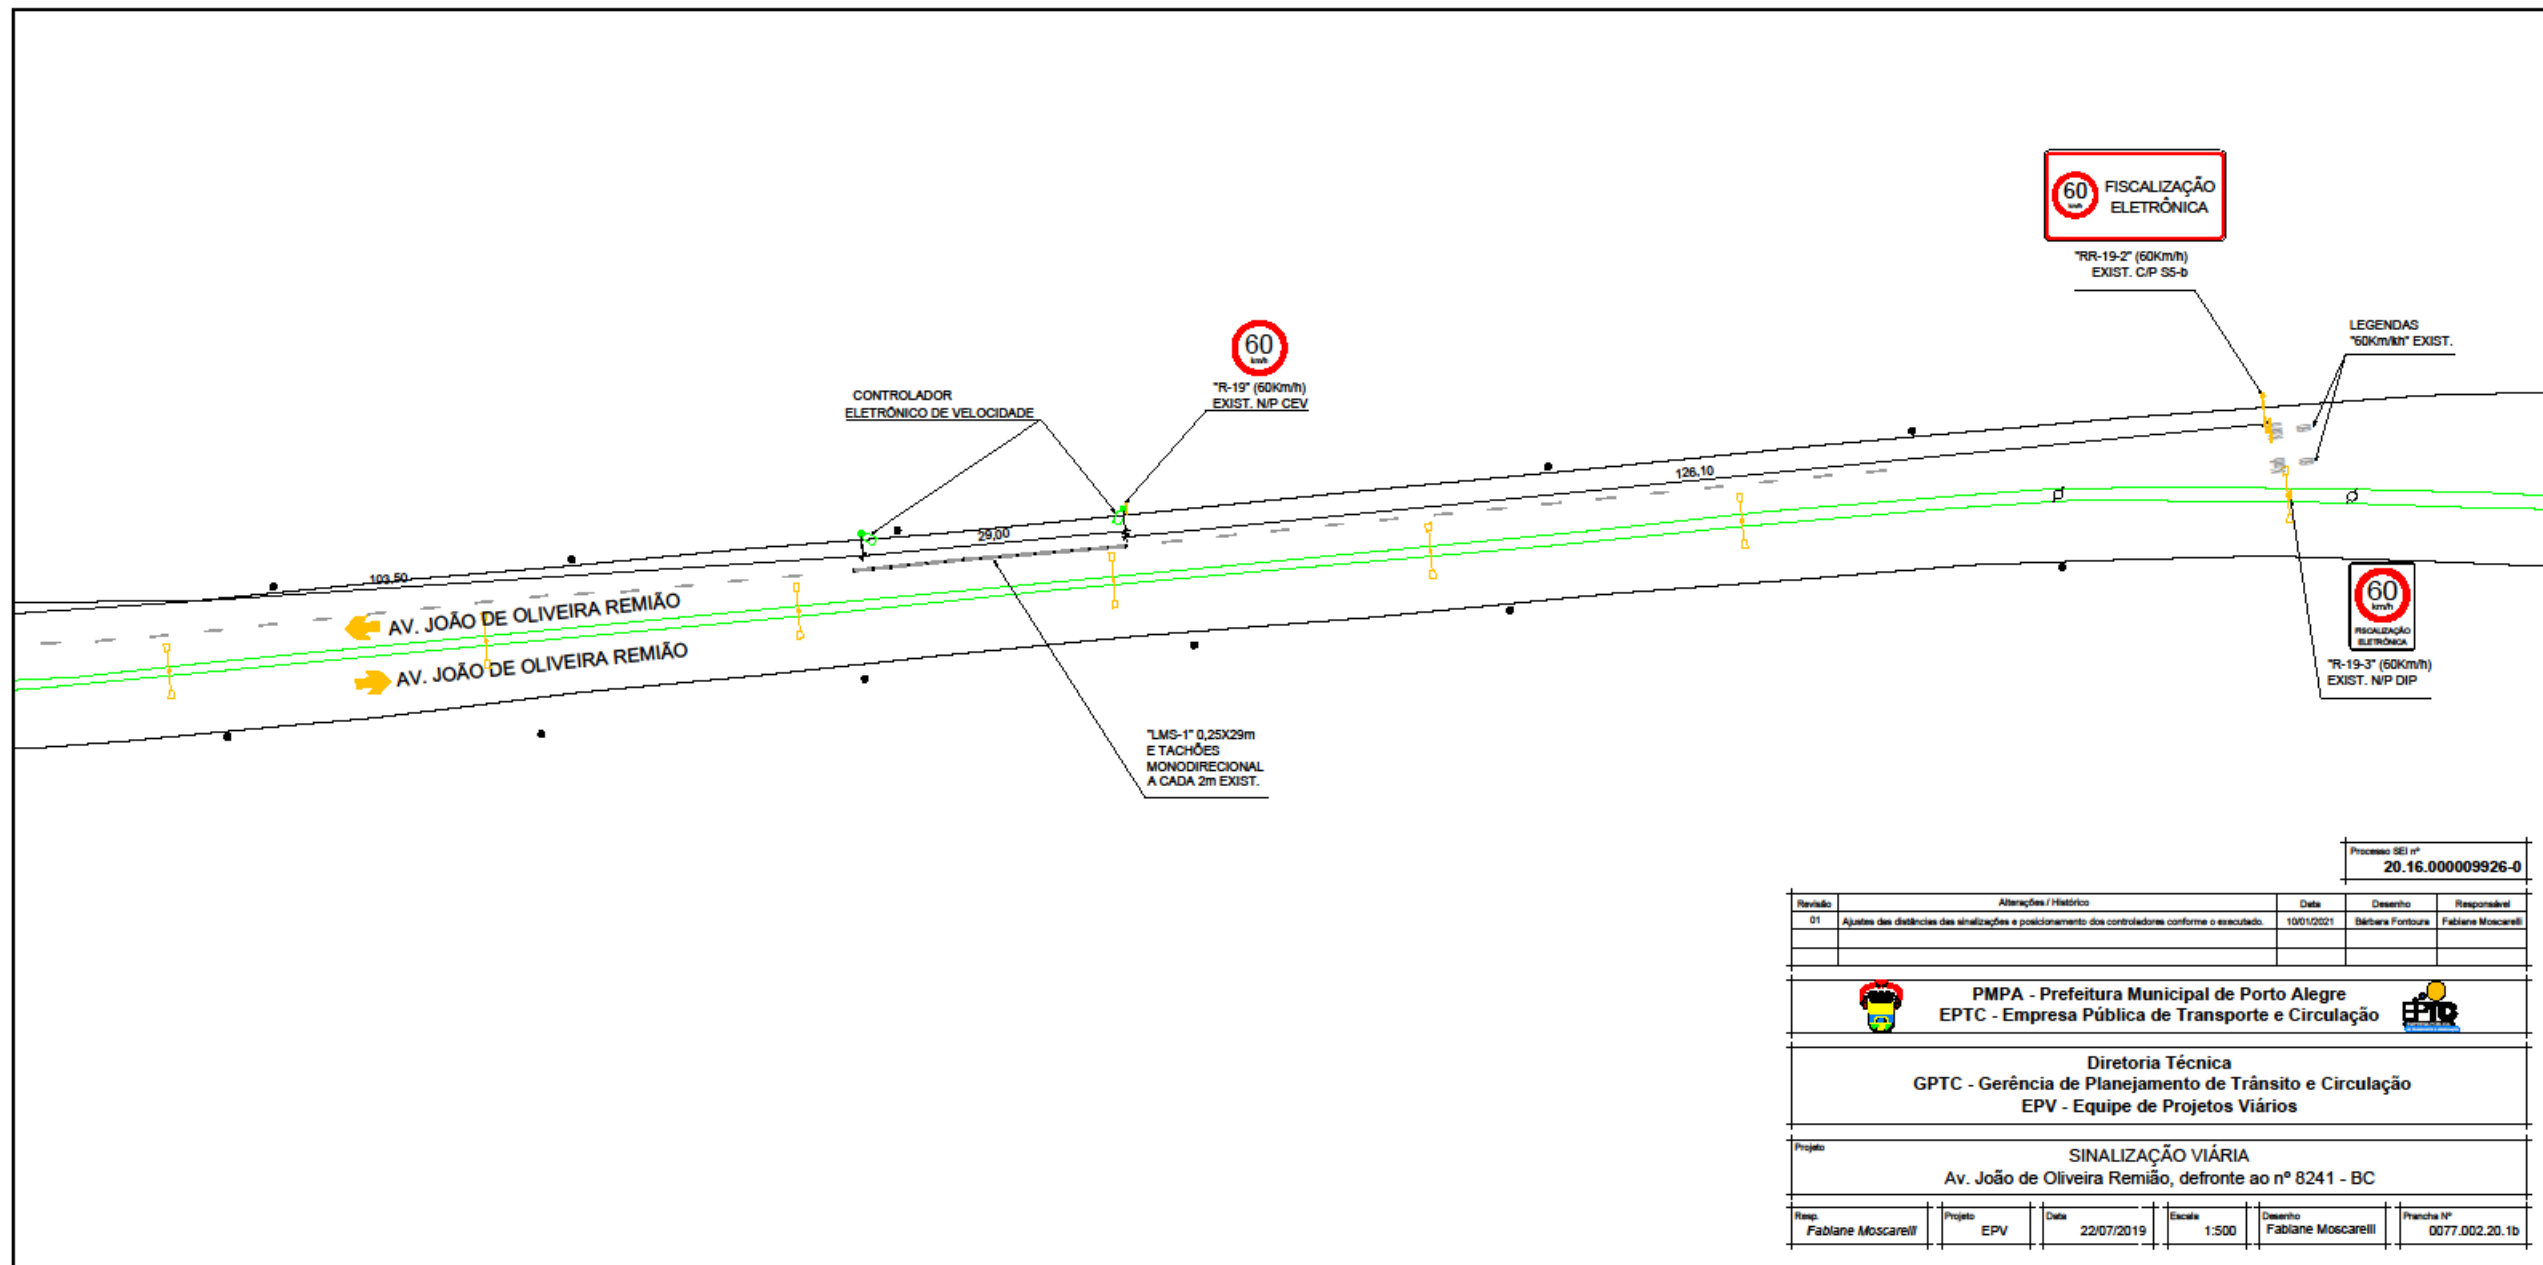 60
km/h
FISCALIZAÇÃO
ELETRÔNICA
"RR-19-2" (60Km/h)
EXIST. C/P S5-b
LEGENDAS
"60Km/kh" EXIST.
60
km/h
"R-19" (60Km/h)
EXIST. N/P CEV
CONTROLADOR
ELETRÔNICO DE VELOCIDADE
126,10
29,00
103,50
AV. JOÃO DE OLIVEIRA REMIÃO
AV. JOÃO DE OLIVEIRA REMIÃO
60
km/h
FISCALIZAÇÃO
ELETRÔNICA
"R-19-3" (60Km/h)
EXIST. N/P DIP
"LMS-1" 0,25X29m
E TACHÕES
MONODIRECIONAL
A CADA 2m EXIST.
Processo SEI nº
20.16.000009926-0
Revisão Alterações / Histórico Data Desenho Responsável
01 Ajustes das distâncias das sinalizações e posicionamento dos controladores conforme o executado. 10/01/2021 Bárbara Fontoura Fabiane Moscarelli
PMPA - Prefeitura Municipal de Porto Alegre
EPTC - Empresa Pública de Transporte e Circulação
EPTC
Diretoria Técnica
GPTC - Gerência de Planejamento de Trânsito e Circulação
EPV - Equipe de Projetos Viários
Projeto
SINALIZAÇÃO VIÁRIA
Av. João de Oliveira Remião, defronte ao nº 8241 - BC
Resp. Projeto Data Escala Desenho Prancha Nº
Fabiane Moscarelli EPV 22/07/2019 1:500 Fabiane Moscarelli 0077.002.20.1b